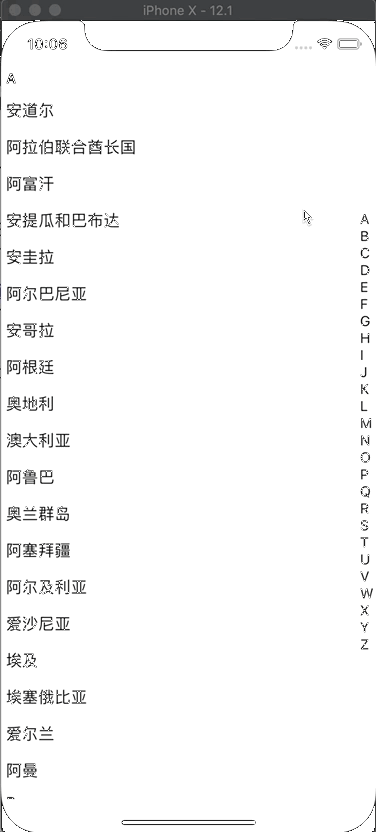 iPhone X - 12.1
10:06
A
安道尔
阿拉伯联合酋长国
阿富汗
安提瓜和巴布达
安圭拉
阿尔巴尼亚
安哥拉
阿根廷
奥地利
澳大利亚
阿鲁巴
奥兰群岛
阿塞拜疆
阿尔及利亚
爱沙尼亚
埃及
埃塞俄比亚
爱尔兰
阿曼
A
B
C
D
E
F
G
H
I
J
K
L
M
N
O
P
Q
R
S
T
U
V
W
X
Y
Z